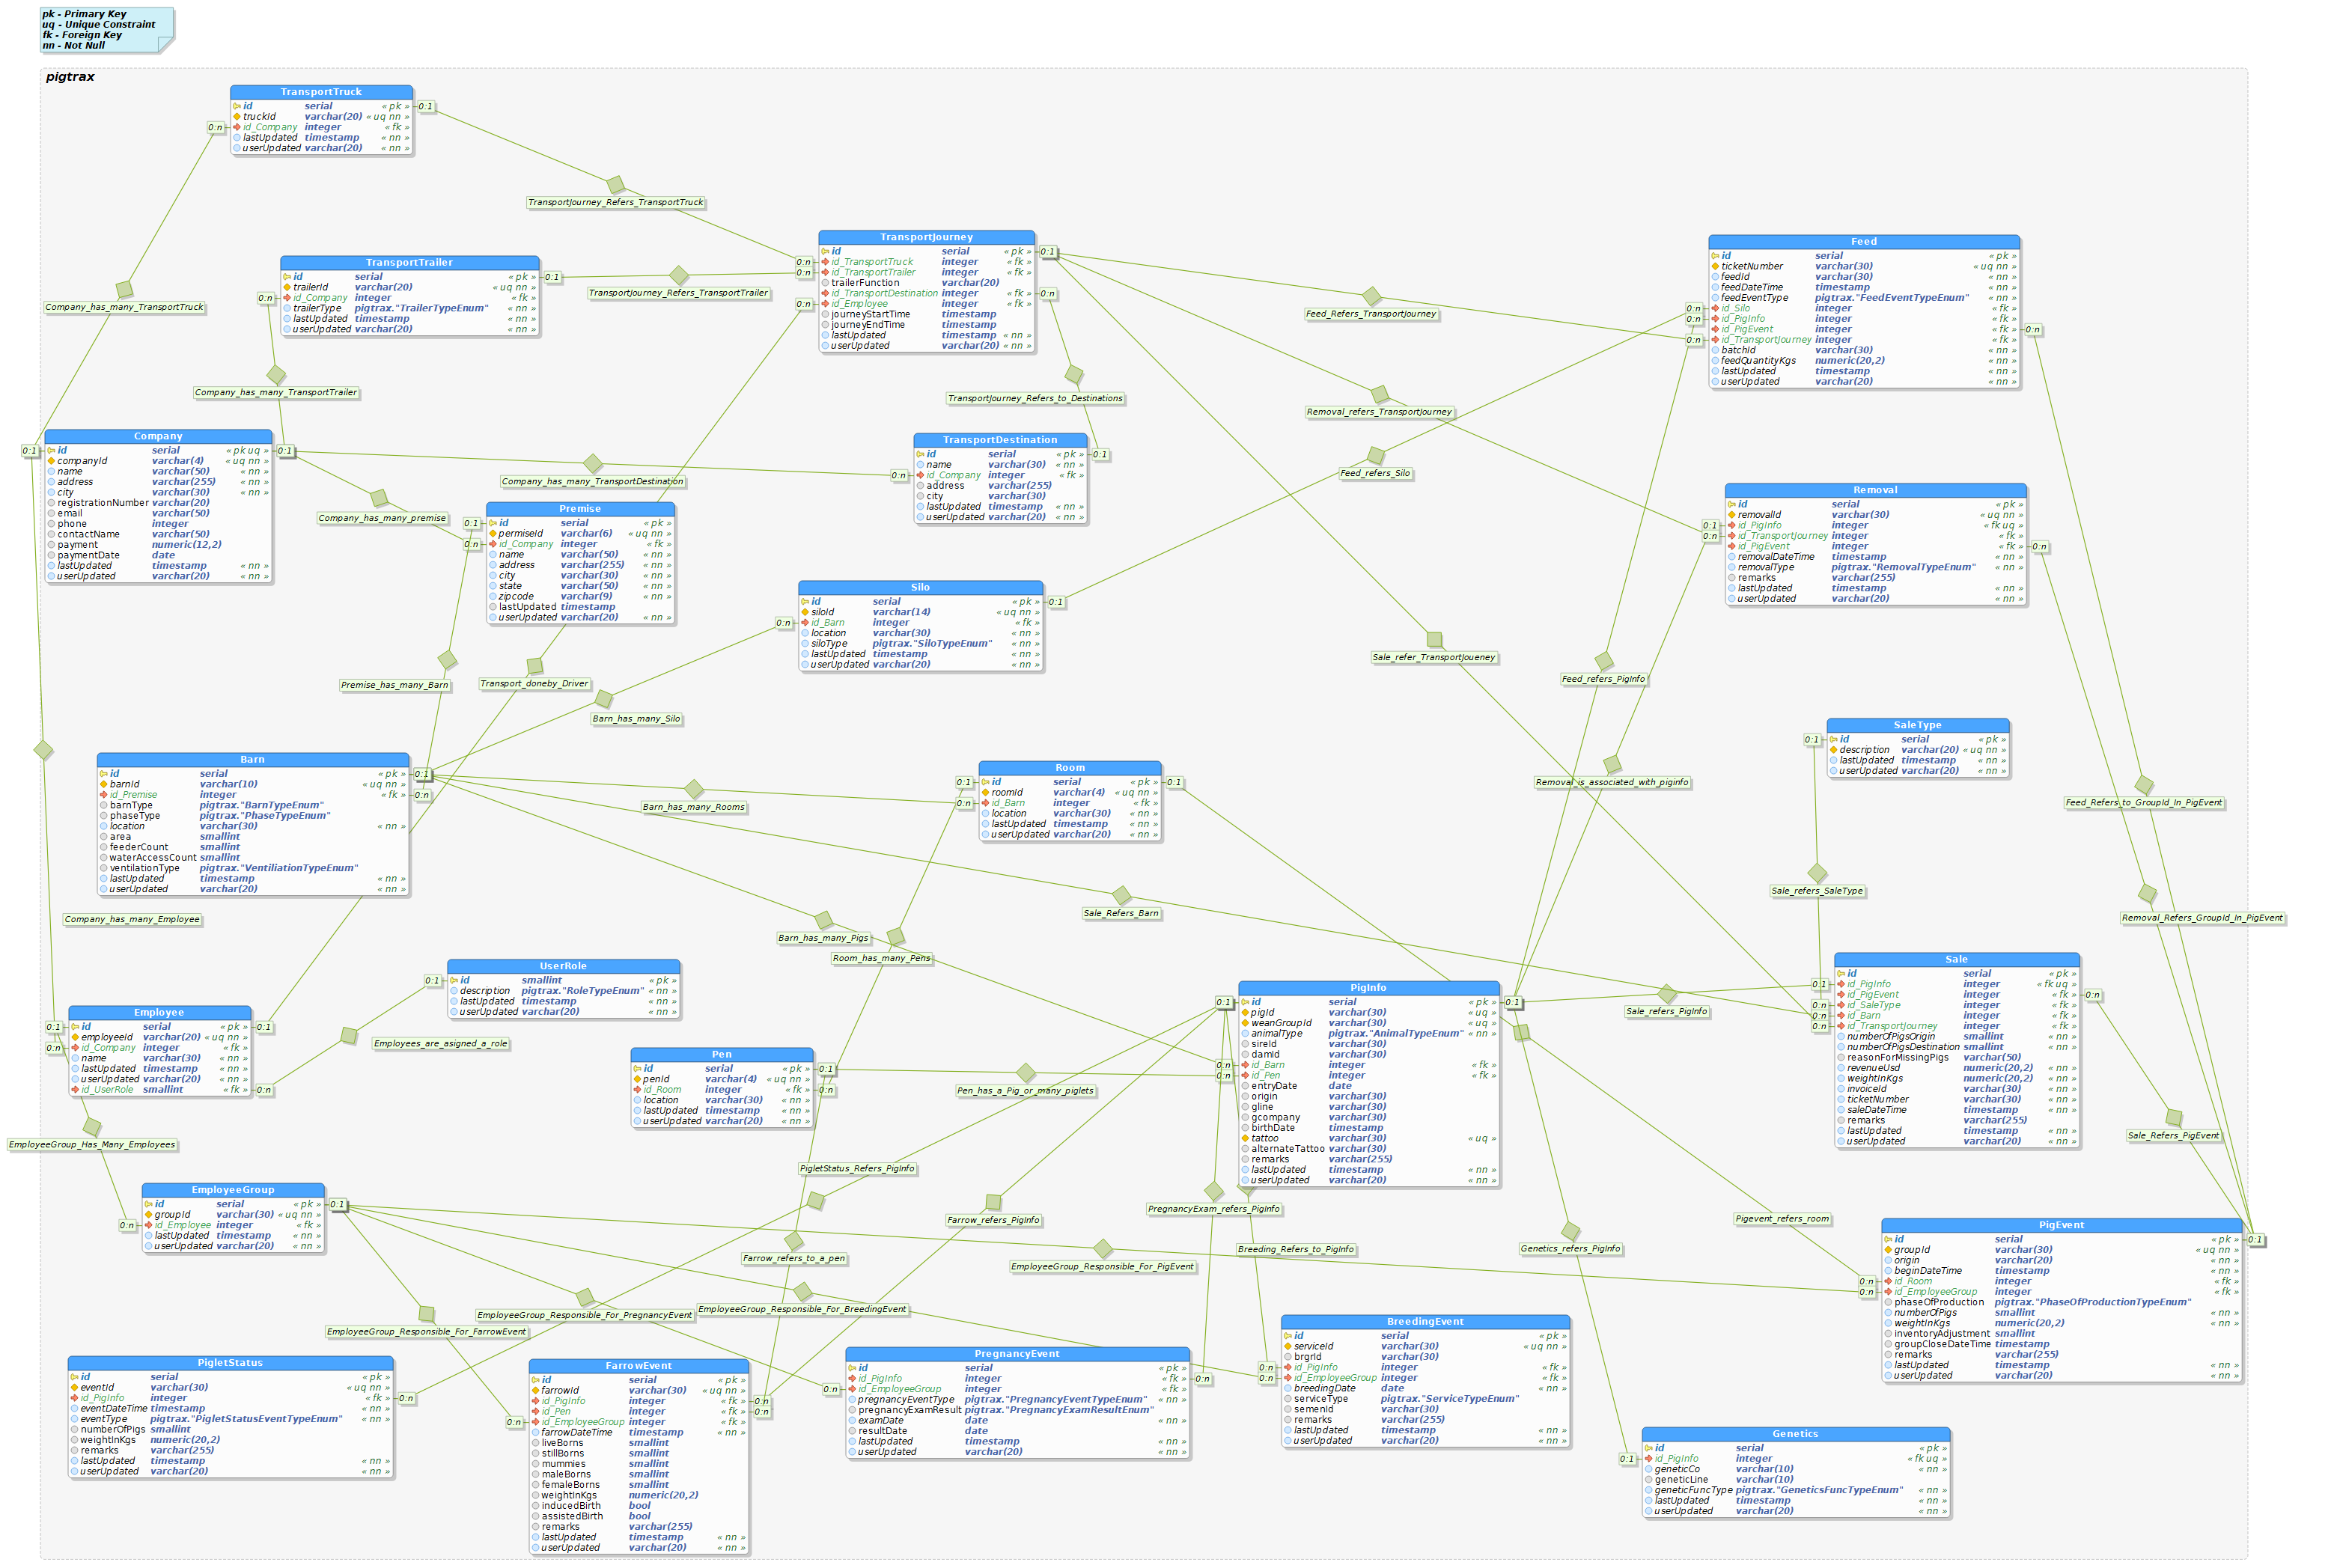 pk - Primary Key
uq - Unique Constraint
fk - Foreign Key
nn - Not Null
pigtrax
TransportTruck
id serial « pk »
truckId varchar(20) « uq nn »
id_Company integer « fk »
lastUpdated timestamp « nn »
userUpdated varchar(20) « nn »
0:1
0:n
TransportJourney_Refers_TransportTruck
Company_has_many_TransportTruck
TransportTrailer
id serial « pk »
trailerId varchar(20) « uq nn »
id_Company integer « fk »
trailerType pigtrax."TrailerTypeEnum" « nn »
lastUpdated timestamp « nn »
userUpdated varchar(20) « nn »
0:1
0:n
TransportJourney_Refers_TransportTrailer
Company_has_many_TransportTrailer
TransportJourney
id serial « pk »
id_TransportTruck integer « fk »
id_TransportTrailer integer « fk »
trailerFunction varchar(20)
id_TransportDestination integer « fk »
id_Employee integer « fk »
journeyStartTime timestamp
journeyEndTime timestamp
lastUpdated timestamp « nn »
userUpdated varchar(20) « nn »
0:1
0:n
0:n
0:n
0:n
Feed_Refers_TransportJourney
TransportJourney_Refers_to_Destinations
Removal_refers_TransportJourney
Feed
id serial « pk »
ticketNumber varchar(30) « uq nn »
feedId varchar(30) « nn »
feedDateTime timestamp « nn »
feedEventType pigtrax."FeedEventTypeEnum" « nn »
id_Silo integer « fk »
id_PigInfo integer « fk »
id_PigEvent integer « fk »
id_TransportJourney integer « fk »
batchId varchar(30) « nn »
feedQuantityKgs numeric(20,2) « nn »
lastUpdated timestamp « nn »
userUpdated varchar(20) « nn »
0:n
0:n
0:n
0:n
Company
id serial « pk uq »
companyId varchar(4) « uq nn »
name varchar(50) « nn »
address varchar(255) « nn »
city varchar(30) « nn »
registrationNumber varchar(20)
email varchar(50)
phone integer
contactName varchar(50)
payment numeric(12,2)
paymentDate date
lastUpdated timestamp « nn »
userUpdated varchar(20) « nn »
0:1
0:1
Company_has_many_TransportDestination
Company_has_many_premise
TransportDestination
id serial « pk »
name varchar(30) « nn »
id_Company integer « fk »
address varchar(255)
city varchar(30)
lastUpdated timestamp « nn »
userUpdated varchar(20) « nn »
0:1
0:n
Feed_refers_Silo
Premise
id serial « pk »
permiseId varchar(6) « uq nn »
id_Company integer « fk »
name varchar(50) « nn »
address varchar(255) « nn »
city varchar(30) « nn »
state varchar(50) « nn »
zipcode varchar(9) « nn »
lastUpdated timestamp
userUpdated varchar(20) « nn »
0:1
0:n
Removal
id serial « pk »
removalId varchar(30) « uq nn »
id_PigInfo integer « fk uq »
id_TransportJourney integer « fk »
id_PigEvent integer « fk »
removalDateTime timestamp « nn »
removalType pigtrax."RemovalTypeEnum" « nn »
remarks varchar(255)
lastUpdated timestamp « nn »
userUpdated varchar(20) « nn »
0:1
0:n
0:n
Silo
id serial « pk »
siloId varchar(14) « uq nn »
id_Barn integer « fk »
location varchar(30) « nn »
siloType pigtrax."SiloTypeEnum" « nn »
lastUpdated timestamp « nn »
userUpdated varchar(20) « nn »
0:1
0:n
Premise_has_many_Barn
Transport_doneby_Driver
Barn_has_many_Silo
Sale_refer_TransportJoueney
Feed_refers_PigInfo
SaleType
id serial « pk »
description varchar(20) « uq nn »
lastUpdated timestamp « nn »
userUpdated varchar(20) « nn »
0:1
Barn
id serial « pk »
barnId varchar(10) « uq nn »
id_Premise integer « fk »
barnType pigtrax."BarnTypeEnum"
phaseType pigtrax."PhaseTypeEnum"
location varchar(30) « nn »
area smallint
feederCount smallint
waterAccessCount smallint
ventilationType pigtrax."VentiliationTypeEnum"
lastUpdated timestamp « nn »
userUpdated varchar(20) « nn »
0:1
0:n
Barn_has_many_Rooms
Room
id serial « pk »
roomId varchar(4) « uq nn »
id_Barn integer « fk »
location varchar(30) « nn »
lastUpdated timestamp « nn »
userUpdated varchar(20) « nn »
0:1
0:1
0:n
Removal_is_associated_with_piginfo
Feed_Refers_to_GroupId_In_PigEvent
Sale_refers_SaleType
Sale_Refers_Barn
Removal_Refers_GroupId_In_PigEvent
Company_has_many_Employee
Barn_has_many_Pigs
Room_has_many_Pens
UserRole
id smallint « pk »
description pigtrax."RoleTypeEnum" « nn »
lastUpdated timestamp « nn »
userUpdated varchar(20) « nn »
0:1
Sale
id serial « pk »
id_PigInfo integer « fk uq »
id_PigEvent integer « fk »
id_SaleType integer « fk »
id_Barn integer « fk »
id_TransportJourney integer « fk »
numberOfPigsOrigin smallint « nn »
numberOfPigsDestination smallint « nn »
reasonForMissingPigs varchar(50)
revenueUsd numeric(20,2) « nn »
weightInKgs numeric(20,2) « nn »
invoiceId varchar(30) « nn »
ticketNumber varchar(30) « nn »
saleDateTime timestamp « nn »
remarks varchar(255)
lastUpdated timestamp « nn »
userUpdated varchar(20) « nn »
0:1
0:n
0:n
0:n
0:n
PigInfo
id serial « pk »
pigId varchar(30) « uq »
weanGroupId varchar(30) « uq »
animalType pigtrax."AnimalTypeEnum" « nn »
sireId varchar(30)
damId varchar(30)
id_Barn integer « fk »
id_Pen integer « fk »
entryDate date
origin varchar(30)
gline varchar(30)
gcompany varchar(30)
birthDate timestamp
tattoo varchar(30) « uq »
alternateTattoo varchar(30)
remarks varchar(255)
lastUpdated timestamp « nn »
userUpdated varchar(20) « nn »
0:1
0:1
0:n
0:n
Sale_refers_PigInfo
Employee
id serial « pk »
employeeId varchar(20) « uq nn »
id_Company integer « fk »
name varchar(30) « nn »
lastUpdated timestamp « nn »
userUpdated varchar(20) « nn »
id_UserRole smallint « fk »
0:1
0:n
0:1
0:n
Employees_are_asigned_a_role
Pen
id serial « pk »
penId varchar(4) « uq nn »
id_Room integer « fk »
location varchar(30) « nn »
lastUpdated timestamp « nn »
userUpdated varchar(20) « nn »
0:1
0:n
Pen_has_a_Pig_or_many_piglets
EmployeeGroup_Has_Many_Employees
Sale_Refers_PigEvent
PigletStatus_Refers_PigInfo
EmployeeGroup
id serial « pk »
groupId varchar(30) « uq nn »
id_Employee integer « fk »
lastUpdated timestamp « nn »
userUpdated varchar(20) « nn »
0:1
0:n
Farrow_refers_PigInfo
PregnancyExam_refers_PigInfo
Pigevent_refers_room
Farrow_refers_to_a_pen
Breeding_Refers_to_PigInfo
Genetics_refers_PigInfo
EmployeeGroup_Responsible_For_PigEvent
PigEvent
id serial « pk »
groupId varchar(30) « uq nn »
origin varchar(20) « nn »
beginDateTime timestamp « nn »
id_Room integer « fk »
id_EmployeeGroup integer « fk »
phaseOfProduction pigtrax."PhaseOfProductionTypeEnum"
numberOfPigs smallint « nn »
weightInKgs numeric(20,2) « nn »
inventoryAdjustment smallint
groupCloseDateTime timestamp
remarks varchar(255)
lastUpdated timestamp « nn »
userUpdated varchar(20) « nn »
0:1
0:n
0:n
EmployeeGroup_Responsible_For_PregnancyEvent
EmployeeGroup_Responsible_For_BreedingEvent
EmployeeGroup_Responsible_For_FarrowEvent
PigletStatus
id serial « pk »
eventId varchar(30) « uq nn »
id_PigInfo integer « fk »
eventDateTime timestamp « nn »
eventType pigtrax."PigletStatusEventTypeEnum" « nn »
numberOfPigs smallint
weightInKgs numeric(20,2)
remarks varchar(255)
lastUpdated timestamp « nn »
userUpdated varchar(20) « nn »
0:n
FarrowEvent
id serial « pk »
farrowId varchar(30) « uq nn »
id_PigInfo integer « fk »
id_Pen integer « fk »
id_EmployeeGroup integer « fk »
farrowDateTime timestamp « nn »
liveBorns smallint
stillBorns smallint
mummies smallint
maleBorns smallint
femaleBorns smallint
weightInKgs numeric(20,2)
inducedBirth bool
assistedBirth bool
remarks varchar(255)
lastUpdated timestamp « nn »
userUpdated varchar(20) « nn »
0:n
0:n
0:n
PregnancyEvent
id serial « pk »
id_PigInfo integer « fk »
id_EmployeeGroup integer « fk »
pregnancyEventType pigtrax."PregnancyEventTypeEnum" « nn »
pregnancyExamResult pigtrax."PregnancyExamResultEnum"
examDate date « nn »
resultDate date
lastUpdated timestamp « nn »
userUpdated varchar(20) « nn »
0:n
0:n
BreedingEvent
id serial « pk »
serviceId varchar(30) « uq nn »
brgrId varchar(30)
id_PigInfo integer « fk »
id_EmployeeGroup integer « fk »
breedingDate date « nn »
serviceType pigtrax."ServiceTypeEnum"
semenId varchar(30)
remarks varchar(255)
lastUpdated timestamp « nn »
userUpdated varchar(20) « nn »
0:n
0:n
Genetics
id serial « pk »
id_PigInfo integer « fk uq »
geneticCo varchar(10) « nn »
geneticLine varchar(10)
geneticFuncType pigtrax."GeneticsFuncTypeEnum" « nn »
lastUpdated timestamp « nn »
userUpdated varchar(20) « nn »
0:1